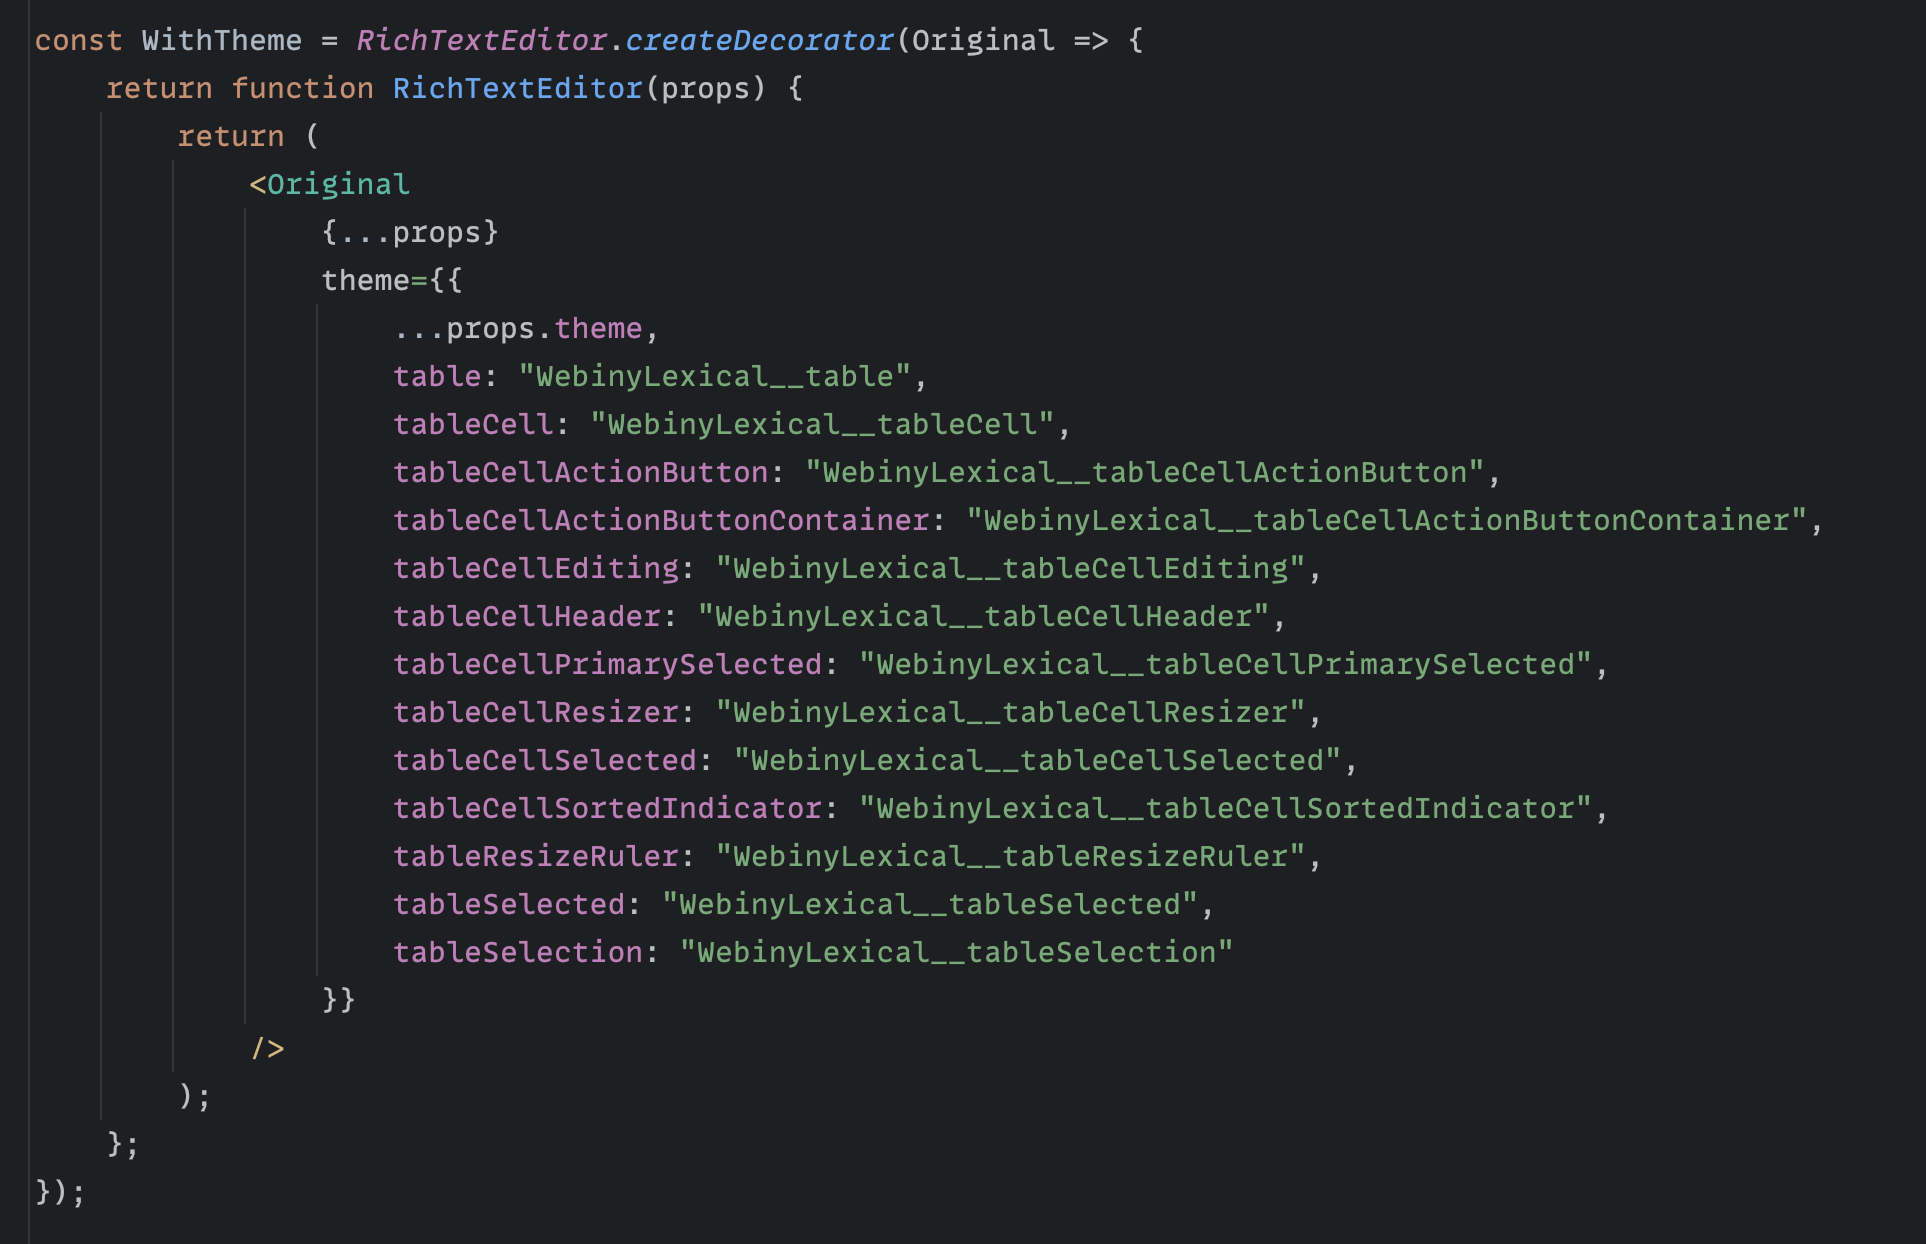 const WithTheme = RichTextEditor.createDecorator(Original => {
    return function RichTextEditor(props) {
        return (
            <Original
                {...props}
                theme={{
                    ...props.theme,
                    table: "WebinyLexical__table",
                    tableCell: "WebinyLexical__tableCell",
                    tableCellActionButton: "WebinyLexical__tableCellActionButton",
                    tableCellActionButtonContainer: "WebinyLexical__tableCellActionButtonContainer",
                    tableCellEditing: "WebinyLexical__tableCellEditing",
                    tableCellHeader: "WebinyLexical__tableCellHeader",
                    tableCellPrimarySelected: "WebinyLexical__tableCellPrimarySelected",
                    tableCellResizer: "WebinyLexical__tableCellResizer",
                    tableCellSelected: "WebinyLexical__tableCellSelected",
                    tableCellSortedIndicator: "WebinyLexical__tableCellSortedIndicator",
                    tableResizeRuler: "WebinyLexical__tableResizeRuler",
                    tableSelected: "WebinyLexical__tableSelected",
                    tableSelection: "WebinyLexical__tableSelection"
                }}
            />
        );
    };
});